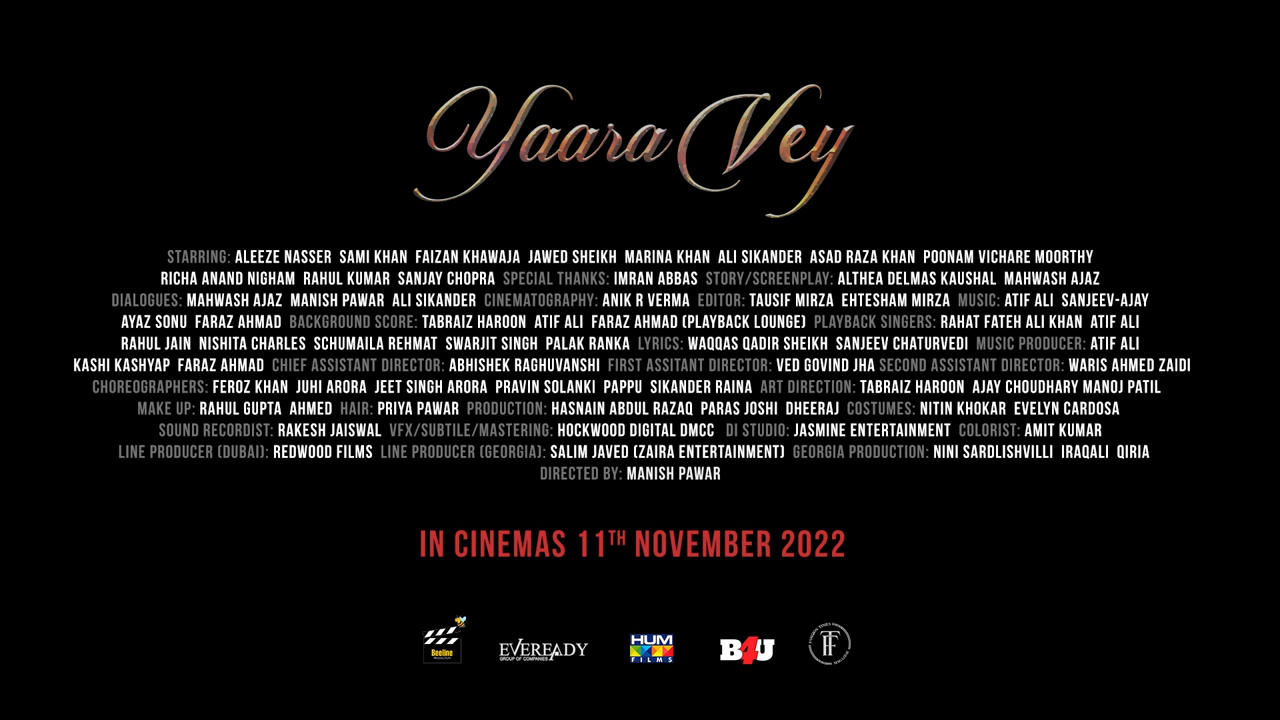 Yaara Vey
STARRING: ALEEZE NASSER SAMI KHAN FAIZAN KHAWAJA JAWED SHEIKH MARINA KHAN ALI SIKANDER ASAD RAZA KHAN POONAM VICHARE MOORTHY
RICHA ANAND NIGHAM RAHUL KUMAR SANJAY CHOPRA SPECIAL THANKS: IMRAN ABBAS STORY/SCREENPLAY: ALTHEA DELMAS KAUSHAL MAHWASH AJAZ
DIALOGUES: MAHWASH AJAZ MANISH PAWAR ALI SIKANDER CINEMATOGRAPHY: ANIK R VERMA EDITOR: TAUSIF MIRZA EHTESHAM MIRZA MUSIC: ATIF ALI SANJEEV-AJAY
AYAZ SONU FARAZ AHMAD BACKGROUND SCORE: TABRAIZ HAROON ATIF ALI FARAZ AHMAD (PLAYBACK LOUNGE) PLAYBACK SINGERS: RAHAT FATEH ALI KHAN ATIF ALI
RAHUL JAIN NISHITA CHARLES SCHUMAILA REHMAT SWARJIT SINGH PALAK RANKA LYRICS: WAQQAS QADIR SHEIKH SANJEEV CHATURVEDI MUSIC PRODUCER: ATIF ALI
KASHI KASHYAP FARAZ AHMAD CHIEF ASSISTANT DIRECTOR: ABHISHEK RAGHUVANSHI FIRST ASSITANT DIRECTOR: VED GOVIND JHA SECOND ASSISTANT DIRECTOR: WARIS AHMED ZAIDI
CHOREOGRAPHERS: FEROZ KHAN JUHI ARORA JEET SINGH ARORA PRAVIN SOLANKI PAPPU SIKANDER RAINA ART DIRECTION: TABRAIZ HAROON AJAY CHOUDHARY MANOJ PATIL
MAKE UP: RAHUL GUPTA AHMED HAIR: PRIYA PAWAR PRODUCTION: HASNAIN ABDUL RAZAQ PARAS JOSHI DHEERAJ COSTUMES: NITIN KHOKAR EVELYN CARDOSA
SOUND RECORDIST: RAKESH JAISWAL VFX/SUBTILE/MASTERING: HOCKWOOD DIGITAL DMCC DI STUDIO: JASMINE ENTERTAINMENT COLORIST: AMIT KUMAR
LINE PRODUCER (DUBAI): REDWOOD FILMS LINE PRODUCER (GEORGIA): SALIM JAVED (ZAIRA ENTERTAINMENT) GEORGIA PRODUCTION: NINI SARDLISHVILLI IRAQALI QIRIA
DIRECTED BY: MANISH PAWAR
IN CINEMAS 11TH NOVEMBER 2022
Beeline
EVEREADY
GROUP OF COMPANIES
HUM
FILMS
B4U